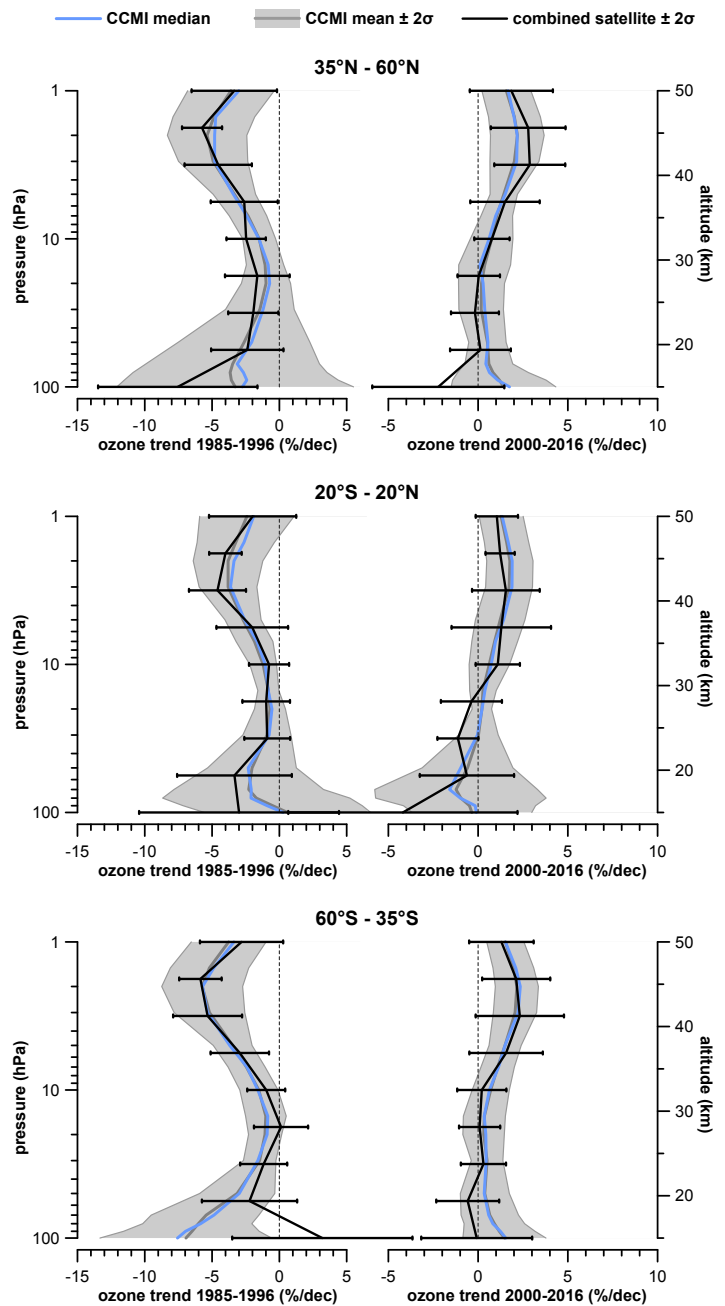 CCMI median CCMI mean ± 2σ combined satellite ± 2σ
35°N - 60°N
1 50
10 40
100 30
20
pressure (hPa) altitude (km)
-15 -10 -5 0 5 -5 0 5 10
ozone trend 1985-1996 (%/dec) ozone trend 2000-2016 (%/dec)
20°S - 20°N
1 50
10 40
100 30
20
pressure (hPa) altitude (km)
-15 -10 -5 0 5 -5 0 5 10
ozone trend 1985-1996 (%/dec) ozone trend 2000-2016 (%/dec)
60°S - 35°S
1 50
10 40
100 30
20
pressure (hPa) altitude (km)
-15 -10 -5 0 5 -5 0 5 10
ozone trend 1985-1996 (%/dec) ozone trend 2000-2016 (%/dec)